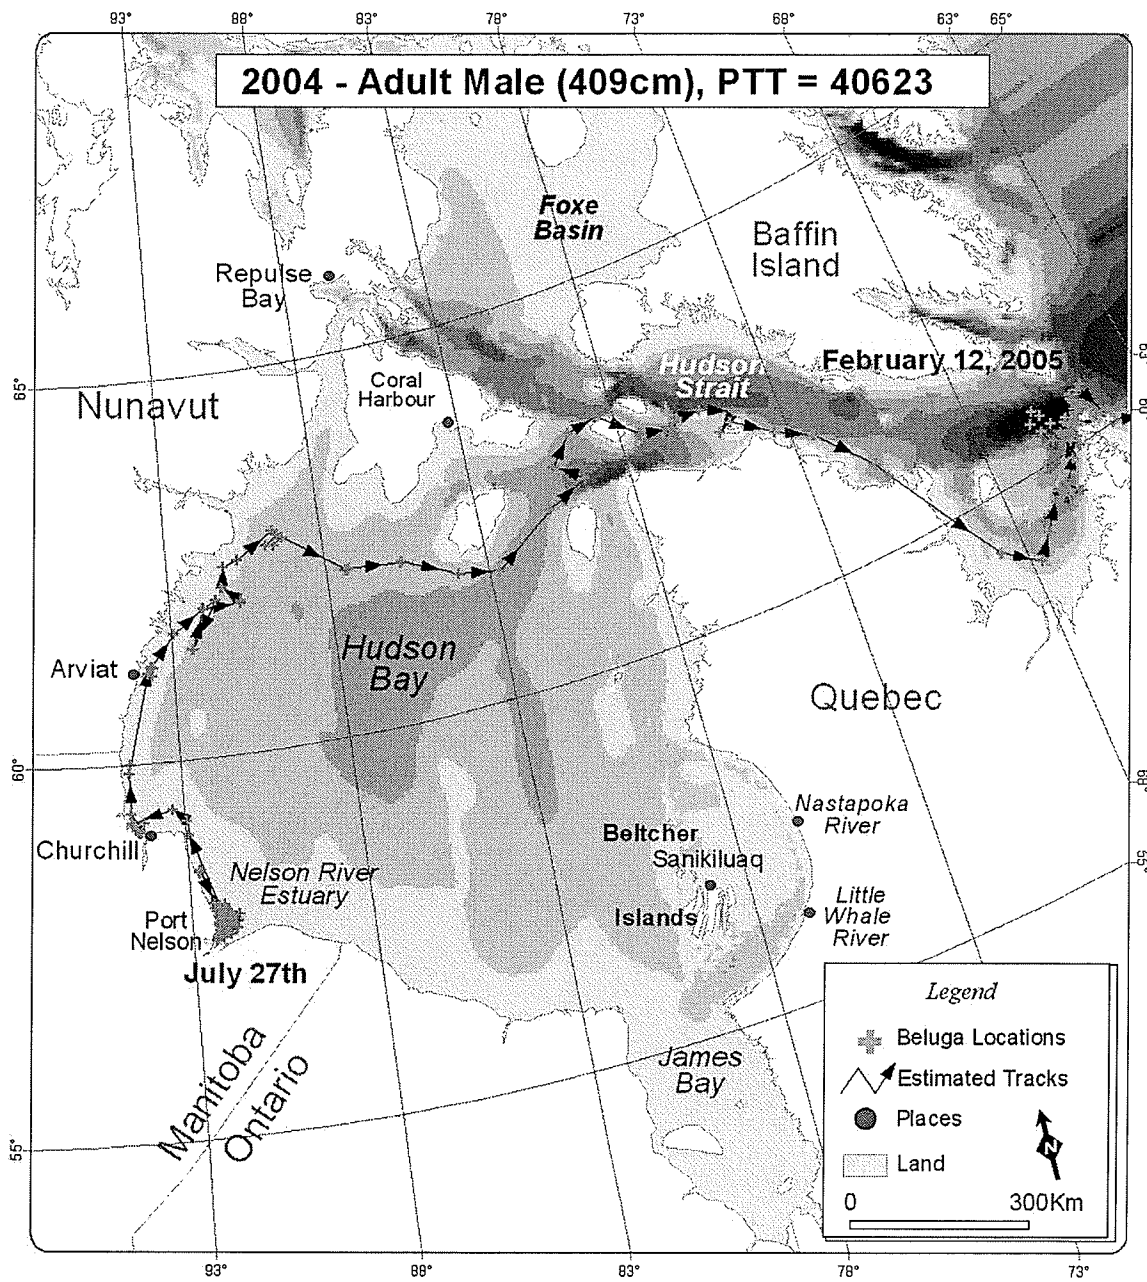 93°
88°
83°
78°
73°
68°
63°
65°
2004 - Adult Male (409cm), PTT = 40623
Foxe
Basin
Baffin
Island
Repulse
Bay
Hudson
Strait
February 12, 2005
65°
Nunavut
Coral
Harbour
Hudson
Bay
Arviat
Quebec
60°
Nastapoka
River
Beltcher
Sanikiluaq
Churchill
Nelson River
Estuary
Islands
Little
Whale
River
Port
Nelson
July 27th
Manitoba
Ontario
James
Bay
55°
55°
Legend
Beluga Locations
Estimated Tracks
Places
Land
N
0
300Km
93°
88°
83°
78°
73°